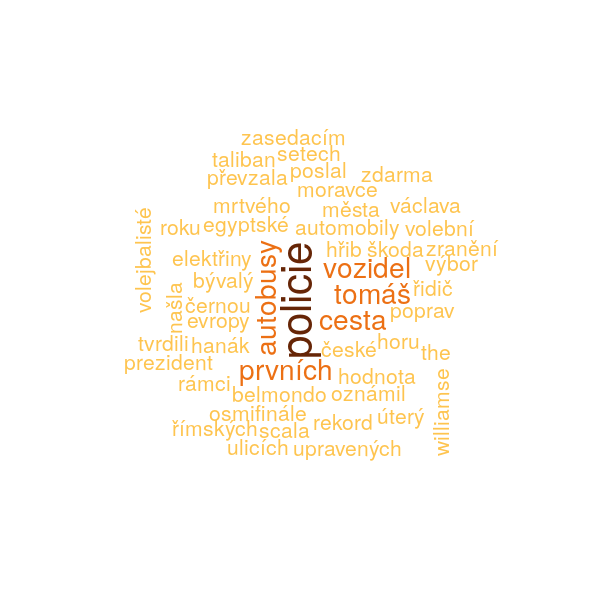 zasedacím
taliban setech
převzala poslal zdarma
moravce
mrtvého města václava
volejbalisté roku egyptské automobily volební
hřib škoda zranění
elektřiny autobusy policie vozidel výbor
bývalý tomáš řidič
našla černou cesta poprav
evropy
tvrdili hanák české horu the
prezident prvních
rámci hodnota
belmondo oznámil williamse
osmifinále
římských scala rekord úterý
ulicích upravených